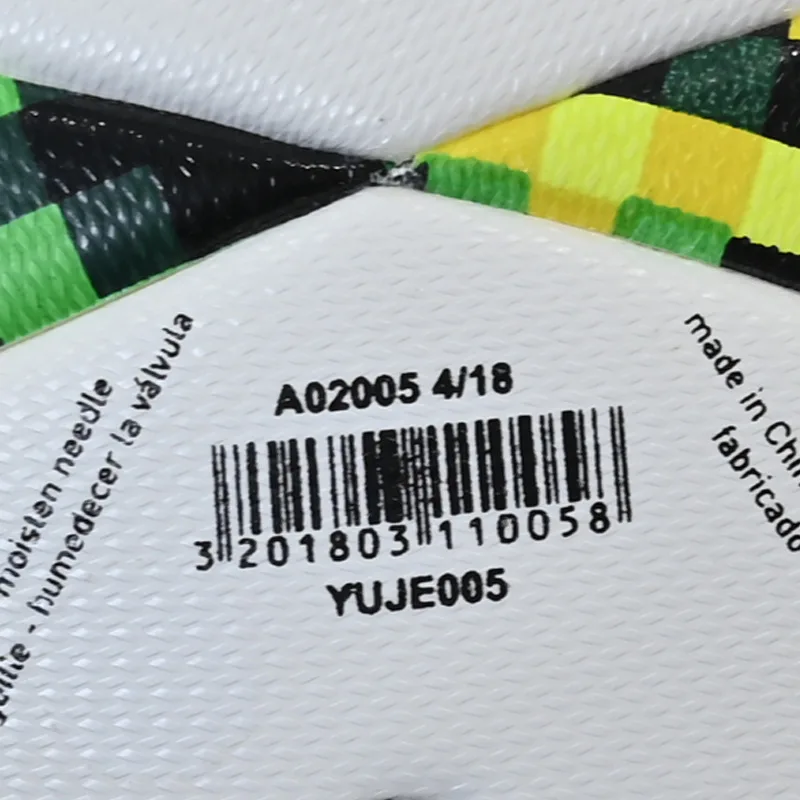 A02005 4/18
3 201803 110058
YUJE005
moisten needle
- humedecer la válvula
made in
fabricado